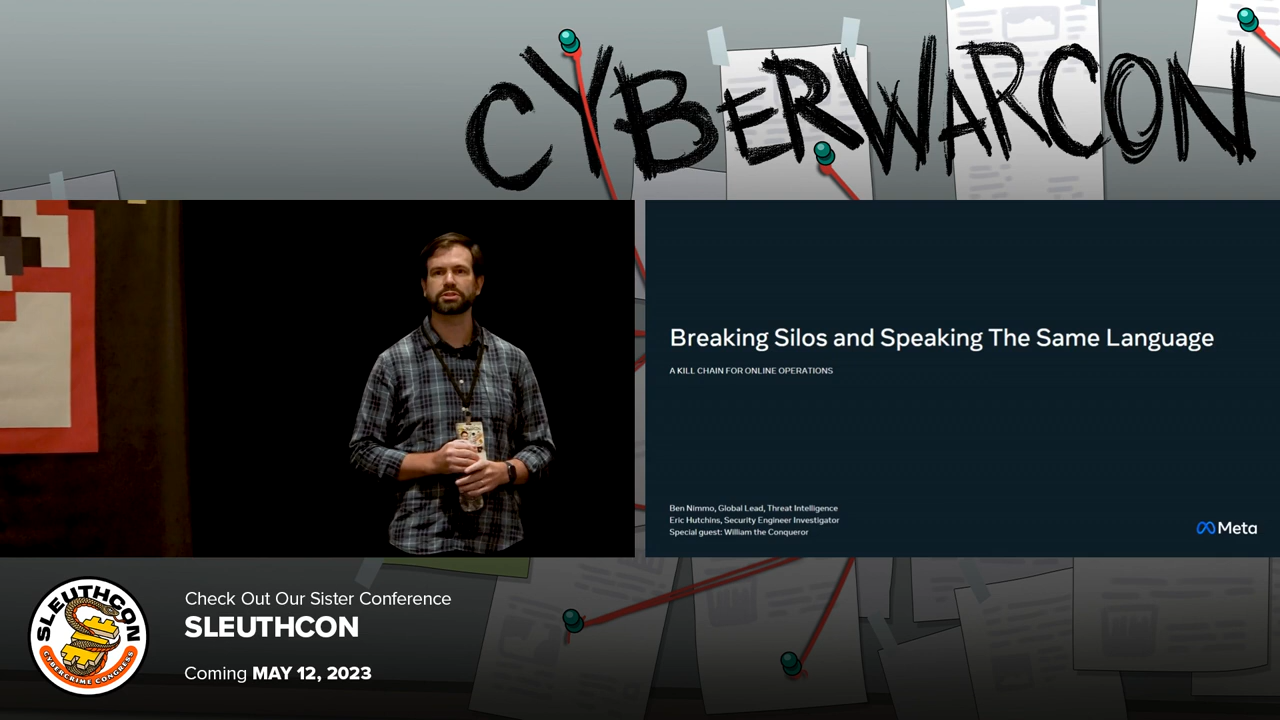 CYBERWARCON
Breaking Silos and Speaking The Same Language
A KILL CHAIN FOR ONLINE OPERATIONS
Ben Nimmo, Global Lead, Threat Intelligence
Eric Hutchins, Security Engineer Investigator
Special guest: William the Conqueror
Meta
SLEUTHCON
CYBERCRIME CONGRESS
Check Out Our Sister Conference
SLEUTHCON
Coming MAY 12, 2023